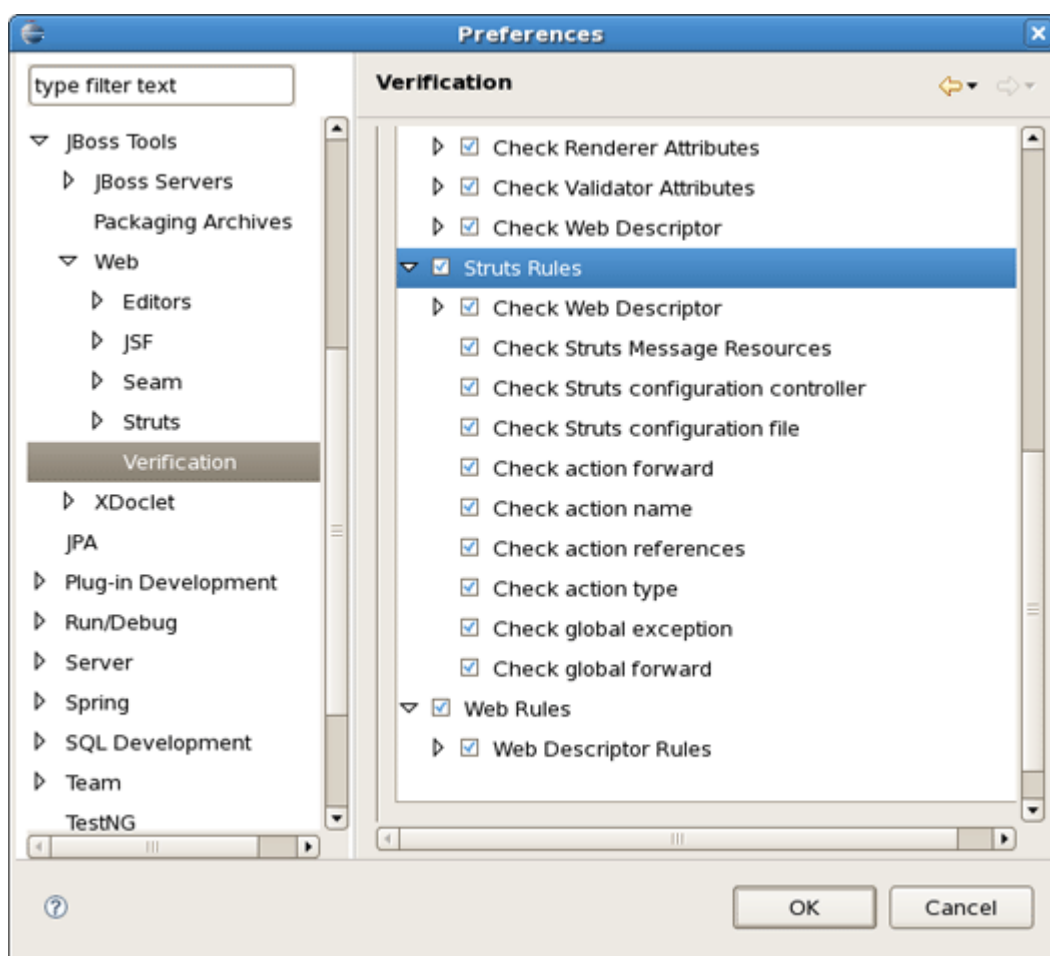 Preferences
type filter text
JBoss Tools
JBoss Servers
Packaging Archives
Web
Editors
JSF
Seam
Struts
Verification
XDoclet
JPA
Plug-in Development
Run/Debug
Server
Spring
SQL Development
Team
TestNG
Verification
Check Renderer Attributes
Check Validator Attributes
Check Web Descriptor
Struts Rules
Check Web Descriptor
Check Struts Message Resources
Check Struts configuration controller
Check Struts configuration file
Check action forward
Check action name
Check action references
Check action type
Check global exception
Check global forward
Web Rules
Web Descriptor Rules
?
OK
Cancel